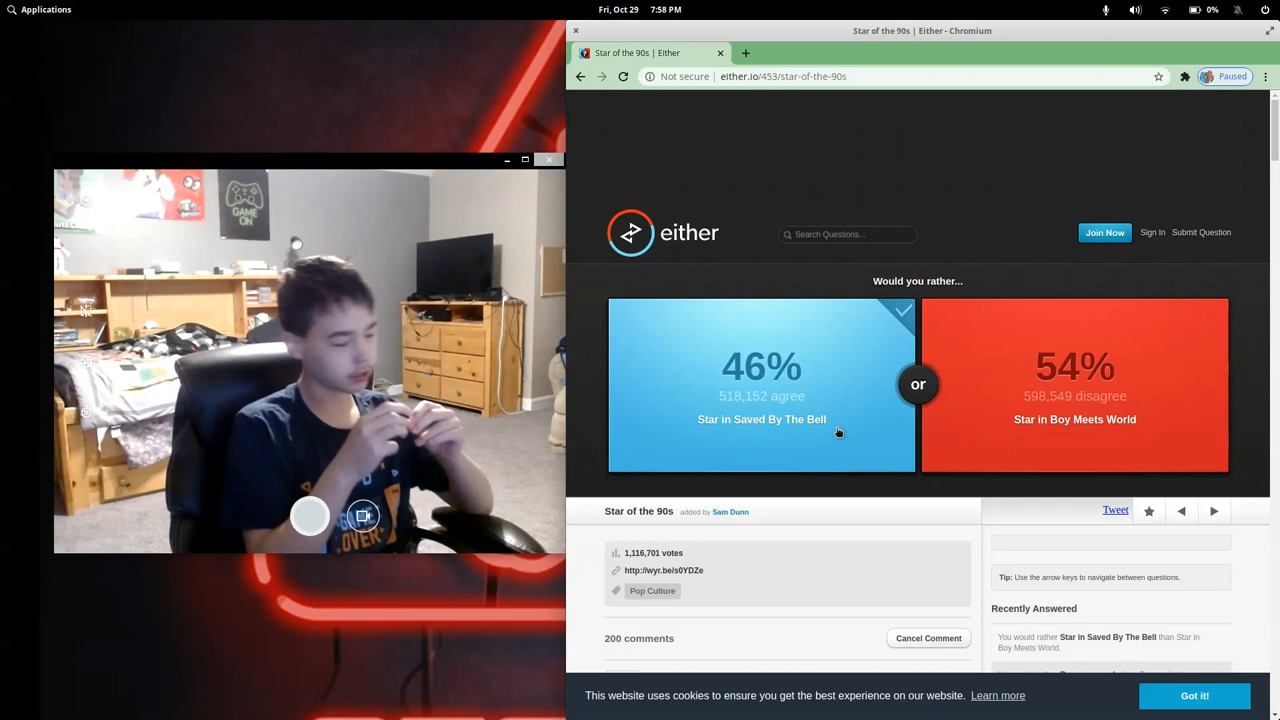 Applications
Fri, Oct 29 7:58 PM
0%
Star of the 90s | Either - Chromium
Star of the 90s | Either
Not secure either.io/453/star-of-the-90s
Paused
GAME
ON
either
Search Questions...
Join Now Sign In Submit Question
Would you rather...
46%
518,152 agree
Star in Saved By The Bell
or
54%
598,549 disagree
Star in Boy Meets World
Star of the 90s added by Sam Dunn
Tweet
1,116,701 votes
http://wyr.be/s0YDZe
Pop Culture
200 comments
Cancel Comment
Tip: Use the arrow keys to navigate between questions.
Recently Answered
You would rather Star in Saved By The Bell than Star in
Boy Meets World.
This website uses cookies to ensure you get the best experience on our website. Learn more
Got it!